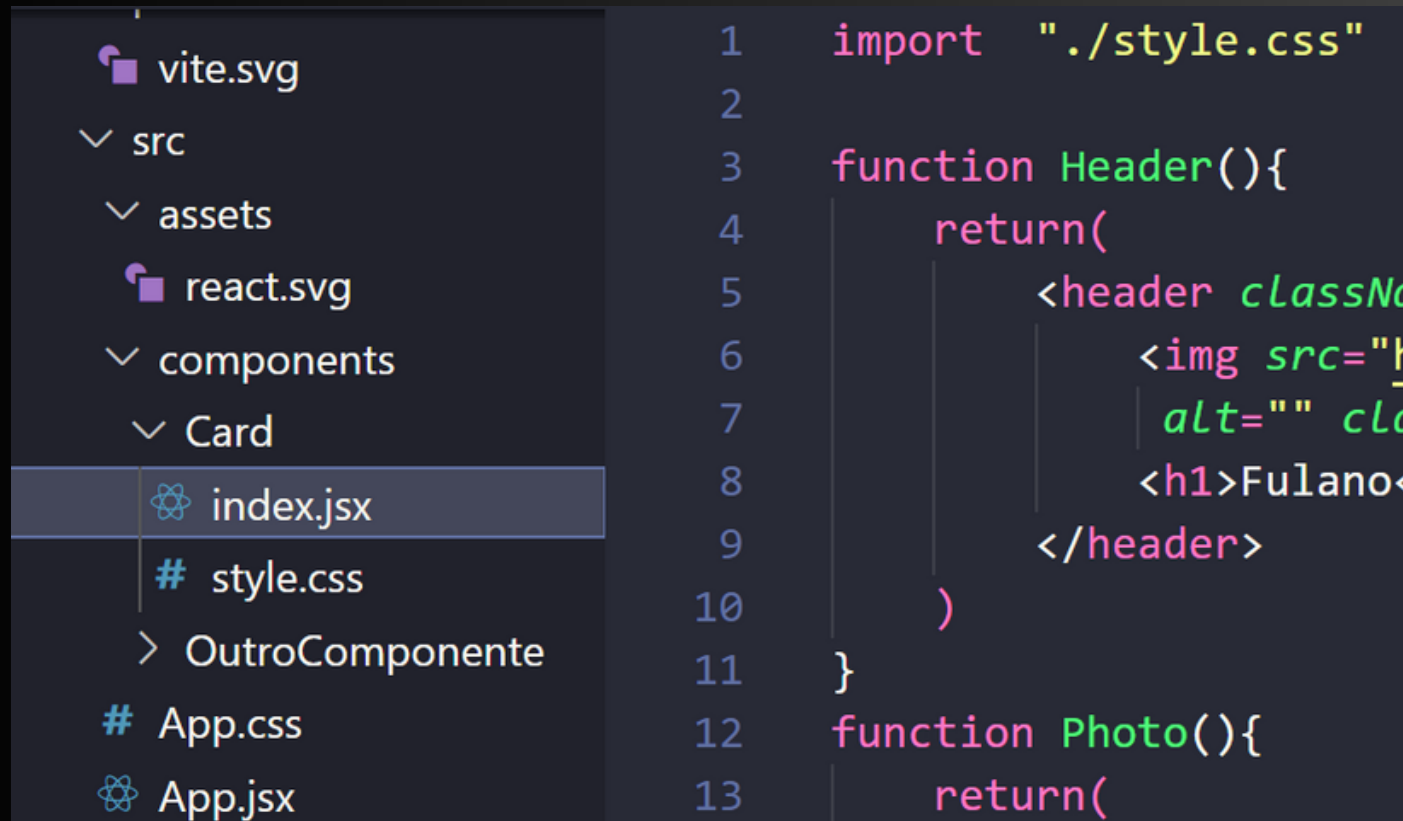 vite.svg
src
assets
react.svg
components
Card
index.jsx
# style.css
OutroComponente
# App.css
App.jsx
1 import  "./style.css"
2
3 function Header(){
4     return(
5         <header classNa
6             <img src="h
7              alt="" cla
8             <h1>Fulano<
9         </header>
10     )
11 }
12 function Photo(){
13     return(